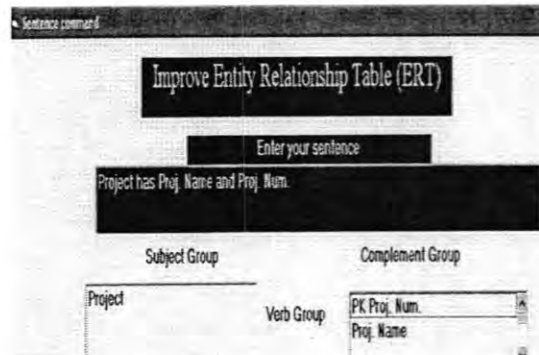 Sentence command
Improve Entity Relationship Table (ERT)
Enter your sentence
Project has Proj. Name and Proj. Num.
Subject Group
Complement Group
Project
Verb Group
PK Proj. Num.
Proj. Name